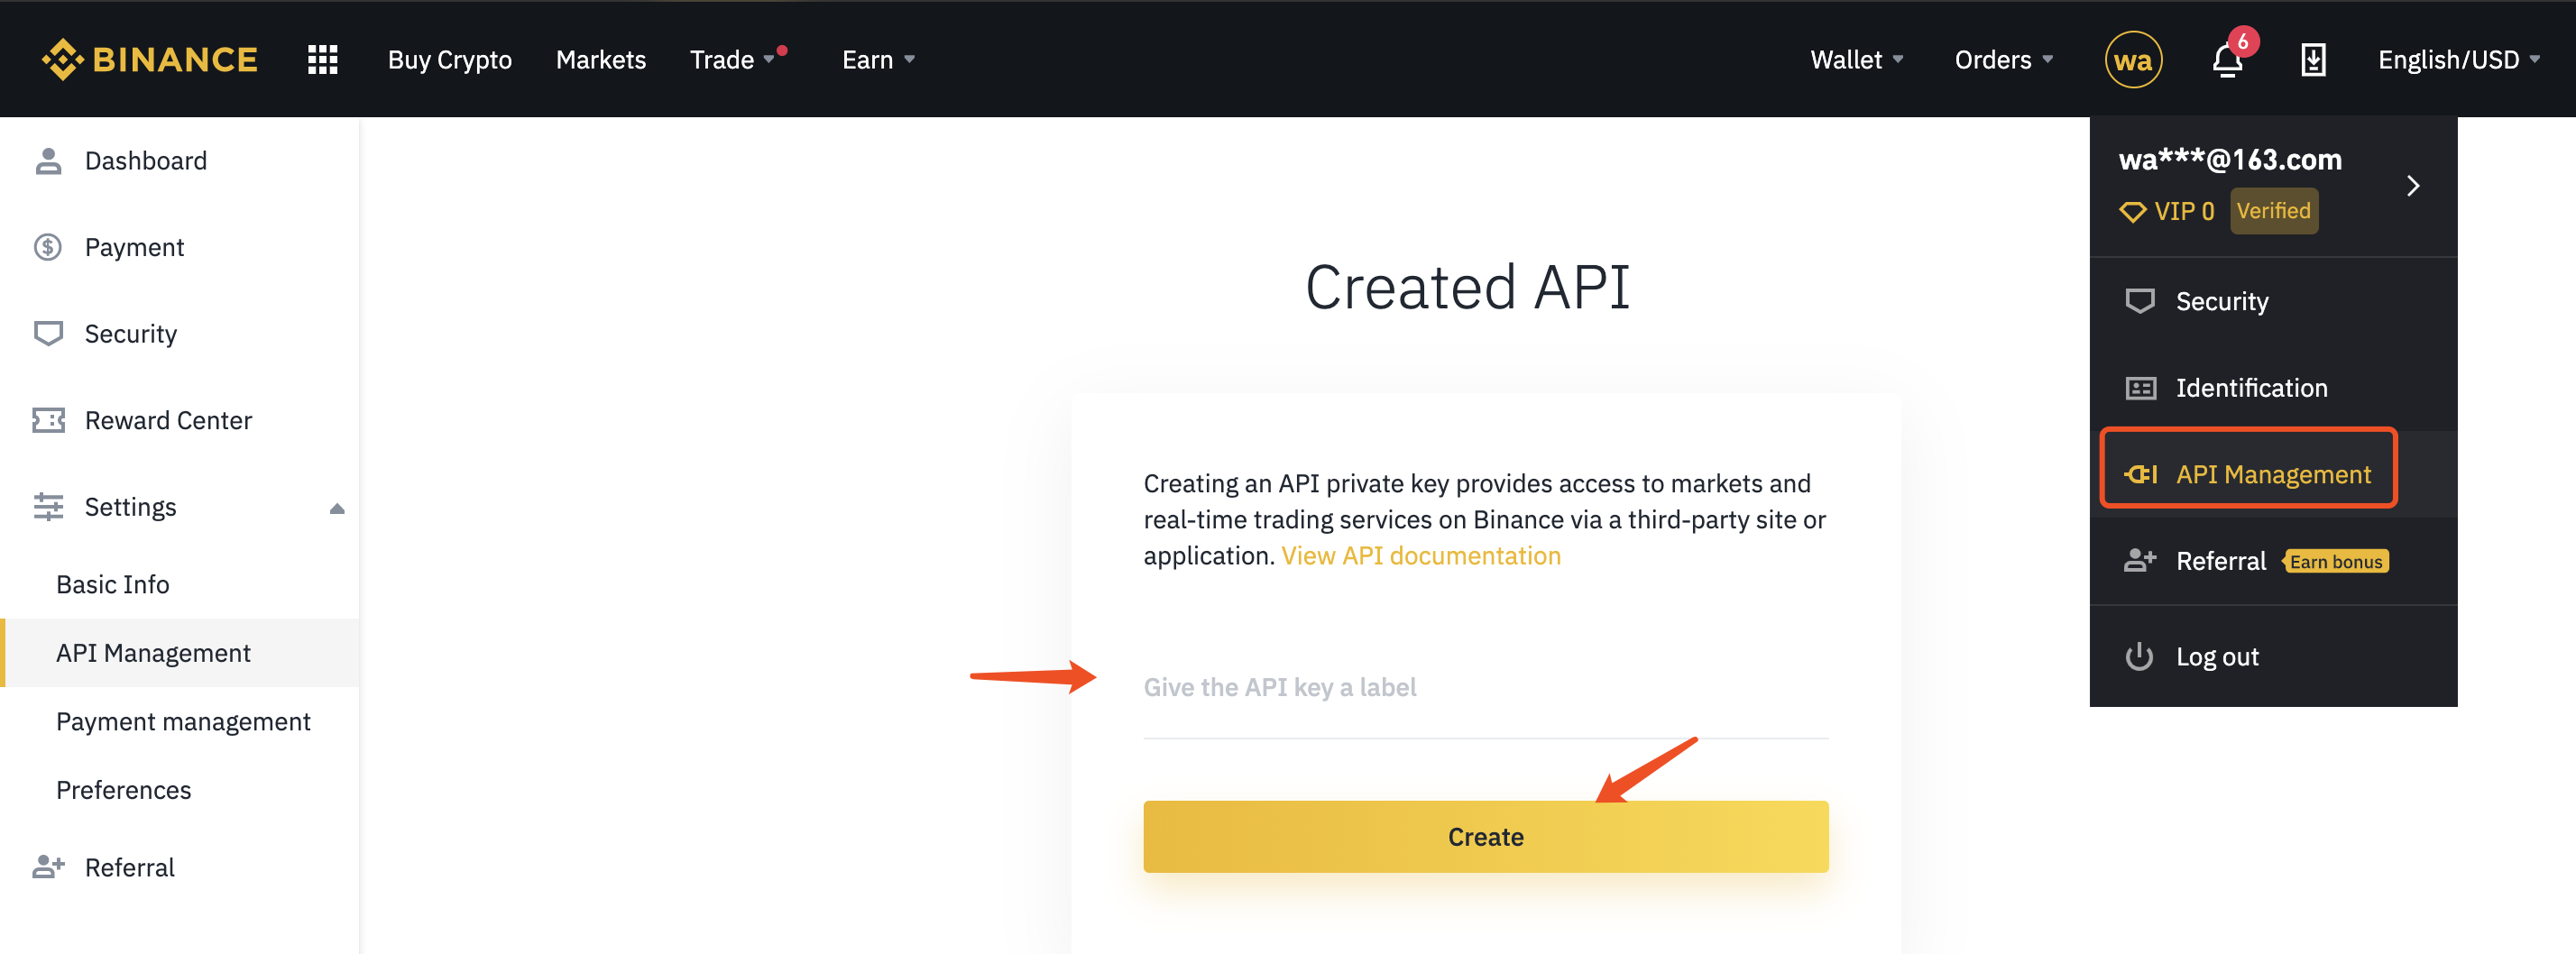 BINANCE
Buy Crypto
Markets
Trade
Earn
Wallet
Orders
wa
6
English/USD
Dashboard
Payment
Security
Reward Center
Settings
Basic Info
API Management
Payment management
Preferences
Referral
Created API
Creating an API private key provides access to markets and
real-time trading services on Binance via a third-party site or
application. View API documentation
Give the API key a label
Create
wa***@163.com
VIP 0 Verified
Security
Identification
API Management
Referral Earn bonus
Log out